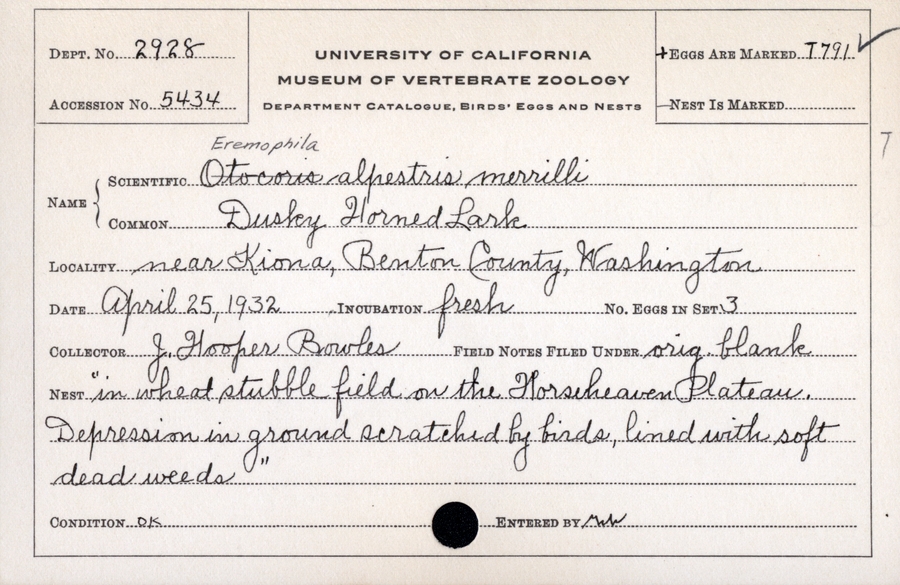 DEPT. NO. 2928
ACCESSION NO. 5434
UNIVERSITY OF CALIFORNIA
MUSEUM OF VERTEBRATE ZOOLOGY
DEPARTMENT CATALOGUE, BIRDS' EGGS AND NESTS
+EGGS ARE MARKED T791 ✓
—NEST IS MARKED
T
Eremophila
NAME
SCIENTIFIC Otocoris alpestris merrilli
COMMON Dusky Horned Lark
LOCALITY near Kiona, Benton County, Washington
DATE April 25, 1932 INCUBATION fresh NO. EGGS IN SET 3
COLLECTOR J. Hooper Bowles FIELD NOTES FILED UNDER orig. blank
NEST "in wheat stubble field on the Horseheaven Plateau.
Depression in ground scratched by birds, lined with soft
dead weeds"
CONDITION OK ENTERED BY